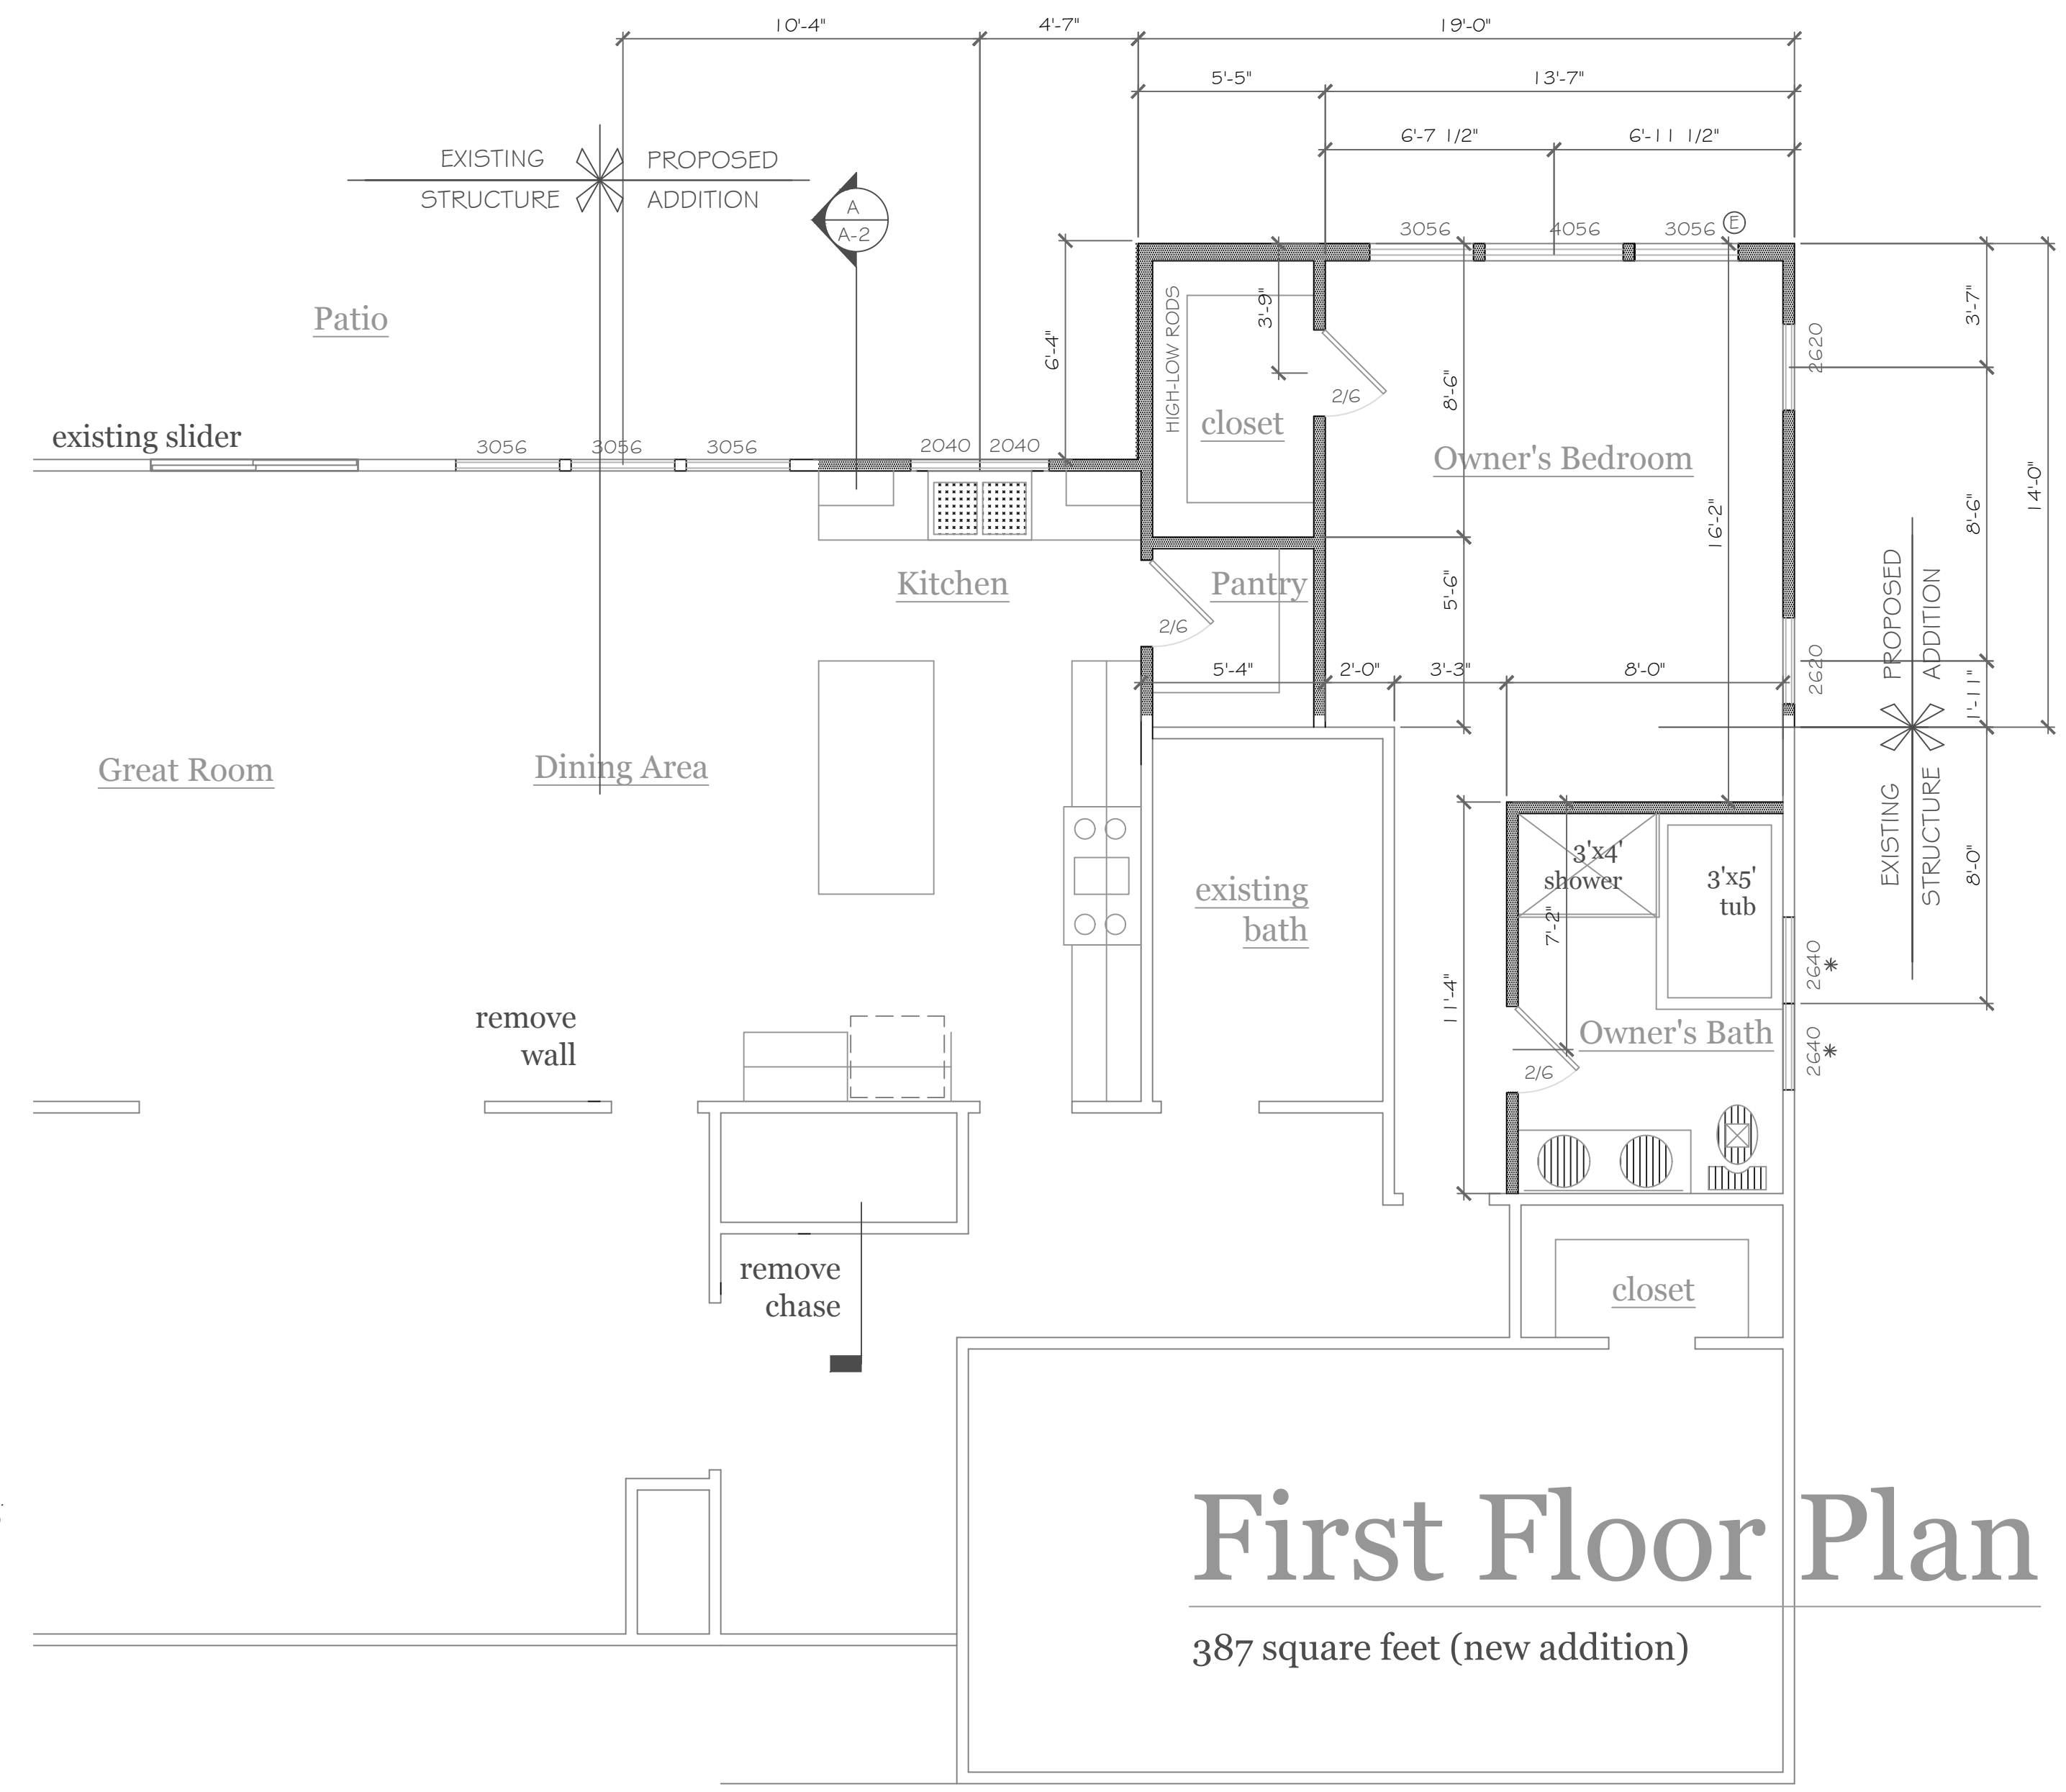 10'-4"
4'-7"
19'-0"
5'-5"
13'-7"
6'-7 1/2"
6'-11 1/2"
EXISTING
STRUCTURE
PROPOSED
ADDITION
A
A-2
3056
4056
3056
E
Patio
6'-4"
HIGH-LOW RODS
3'-9"
2/6
closet
8'-6"
Owner's Bedroom
2620
3'-7"
existing slider
3056
3056
3056
2040
2040
16'-2"
8'-6"
14'-0"
Kitchen
Pantry
2/6
5'-6"
PROPOSED
ADDITION
5'-4"
2'-0"
3'-3"
8'-0"
2620
1'-11"
Great Room
Dining Area
EXISTING
STRUCTURE
8'-0"
existing
bath
3'x4'
shower
3'x5'
tub
7'-2"
11'-4"
2640
*
remove
wall
Owner's Bath
2640
*
2/6
remove
chase
closet
First Floor Plan
387 square feet (new addition)